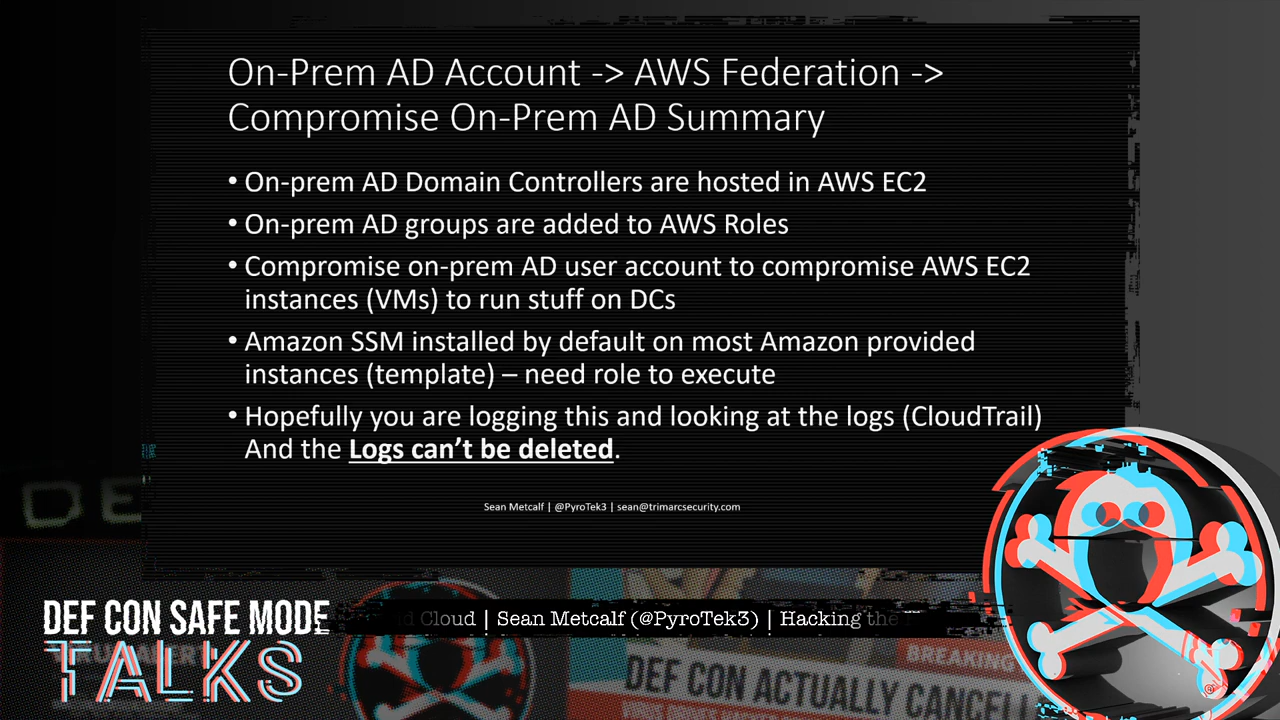 On-Prem AD Account -> AWS Federation ->
Compromise On-Prem AD Summary
• On-prem AD Domain Controllers are hosted in AWS EC2
• On-prem AD groups are added to AWS Roles
• Compromise on-prem AD user account to compromise AWS EC2
instances (VMs) to run stuff on DCs
• Amazon SSM installed by default on most Amazon provided
instances (template) – need role to execute
• Hopefully you are logging this and looking at the logs (CloudTrail)
And the Logs can’t be deleted.
Sean Metcalf | @PyroTek3 | sean@trimarcsecurity.com
DE
DEF CON SAFE MODE
TALKS
Cloud | Sean Metcalf (@PyroTek3) | Hacking the
BREAKING
DEF CON ACTUALLY CANCELL